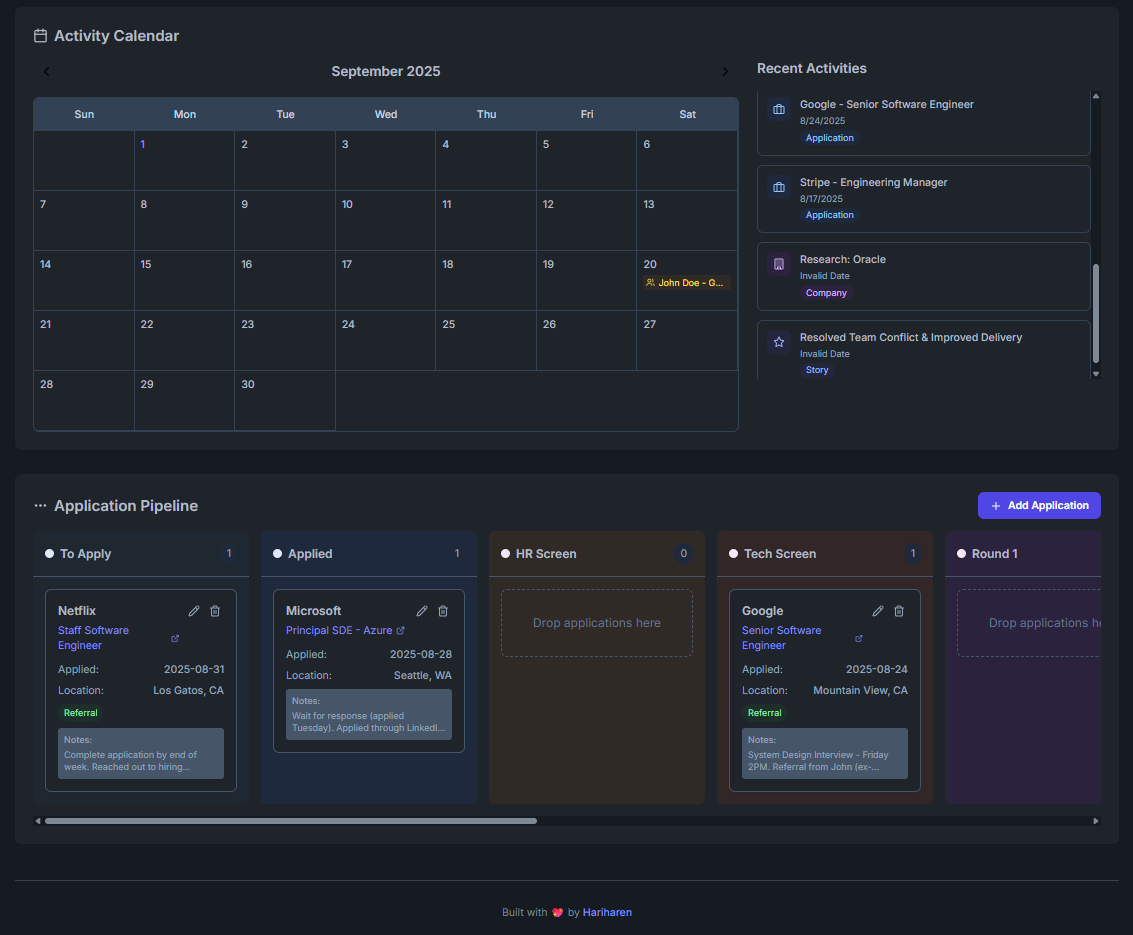 Activity Calendar
September 2025
Sun Mon Tue Wed Thu Fri Sat
1 2 3 4 5 6
7 8 9 10 11 12 13
14 15 16 17 18 19 20
John Doe - G...
21 22 23 24 25 26 27
28 29 30
Recent Activities
Google - Senior Software Engineer
8/24/2025
Application
Stripe - Engineering Manager
8/17/2025
Application
Research: Oracle
Invalid Date
Company
Resolved Team Conflict & Improved Delivery
Invalid Date
Story
Application Pipeline
+ Add Application
To Apply 1
Netflix
Staff Software
Engineer
Applied: 2025-08-31
Location: Los Gatos, CA
Referral
Notes:
Complete application by end of
week. Reached out to hiring...
Applied 1
Microsoft
Principal SDE - Azure
Applied: 2025-08-28
Location: Seattle, WA
Notes:
Wait for response (applied
Tuesday). Applied through LinkedI...
HR Screen 0
Drop applications here
Tech Screen 1
Google
Senior Software
Engineer
Applied: 2025-08-24
Location: Mountain View, CA
Referral
Notes:
System Design Interview - Friday
2PM. Referral from John (ex-...
Round 1
Drop applications he
Built with 💖 by Hariharen